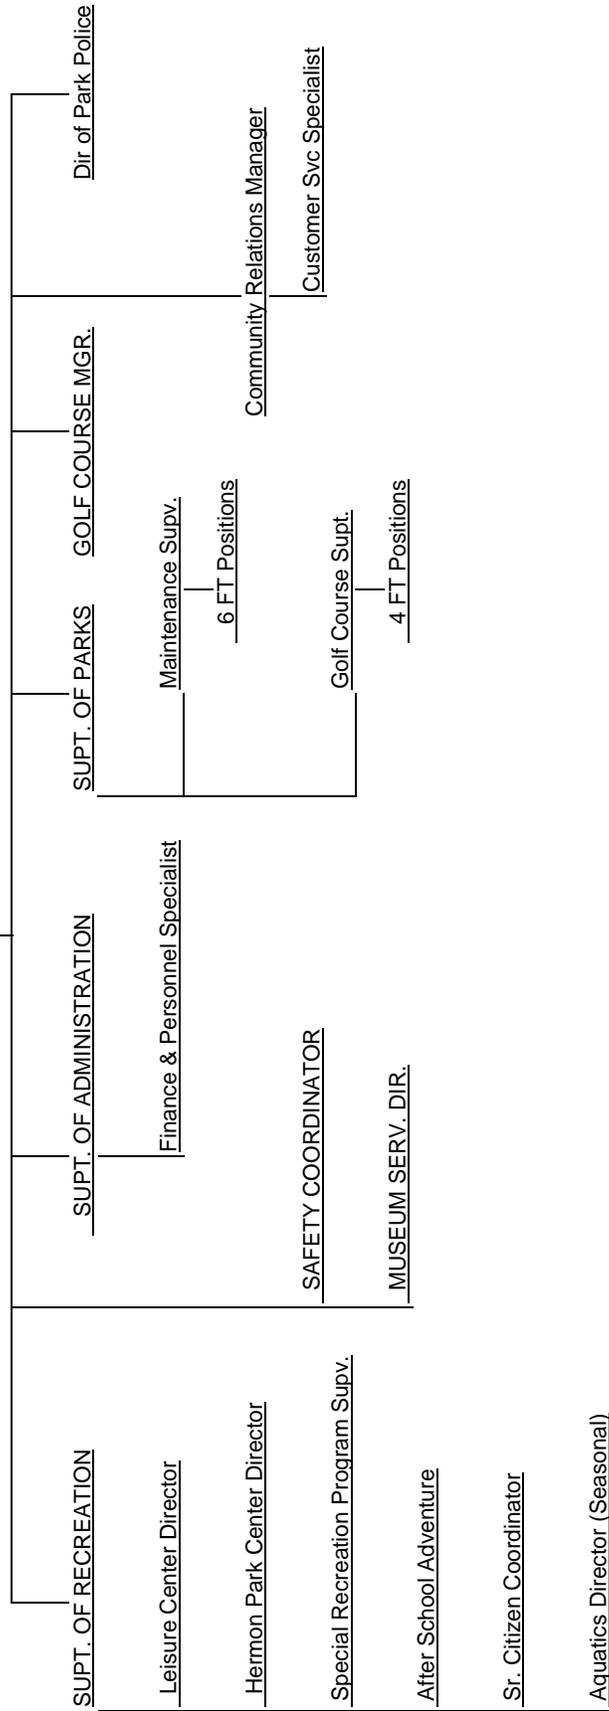 SUPT. OF RECREATION
Leisure Center Director
Hermon Park Center Director
Special Recreation Program Supv.
After School Adventure
Sr. Citizen Coordinator
Aquatics Director (Seasonal)
SUPT. OF ADMINISTRATION
Finance & Personnel Specialist
SAFETY COORDINATOR
MUSEUM SERV. DIR.
SUPT. OF PARKS
Maintenance Supv.
6 FT Positions
Golf Course Supt.
4 FT Positions
GOLF COURSE MGR.
Community Relations Manager
Customer Svc Specialist
Dir of Park Police